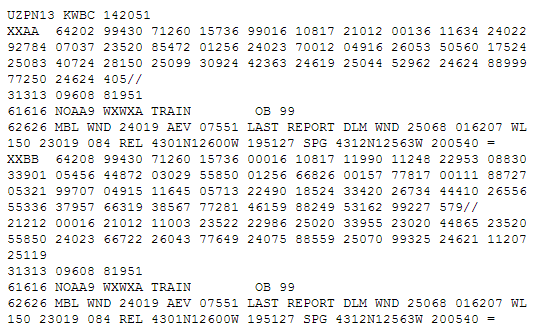 UZPN13 KWBC 142051
XXAA 64202 99430 71260 15736 99016 10817 21012 00136 11634 24022
92784 07037 23520 85472 01256 24023 70012 04916 26053 50560 17524
25083 40724 28150 25099 30924 42363 24619 25044 52962 24624 88999
77250 24624 405//
31313 09608 81951
61616 NOAA9 WXWXA TRAIN OB 99
62626 MBL WND 24019 AEV 07551 LAST REPORT DLM WND 25068 016207 WL
150 23019 084 REL 4301N12600W 195127 SPG 4312N12563W 200540 =
XXBB 64208 99430 71260 15736 00016 10817 11990 11248 22953 08830
33901 05456 44872 03029 55850 01256 66826 00157 77817 00111 88727
05321 99707 04915 11645 05713 22490 18524 33420 26734 44410 26556
55336 37957 66319 38567 77281 46159 88249 53162 99227 579//
21212 00016 21012 11003 23522 22986 25020 33955 23020 44865 23520
55850 24023 66722 26043 77649 24075 88559 25070 99325 24621 11207
25119
31313 09608 81951
61616 NOAA9 WXWXA TRAIN OB 99
62626 MBL WND 24019 AEV 07551 LAST REPORT DLM WND 25068 016207 WL
150 23019 084 REL 4301N12600W 195127 SPG 4312N12563W 200540 =